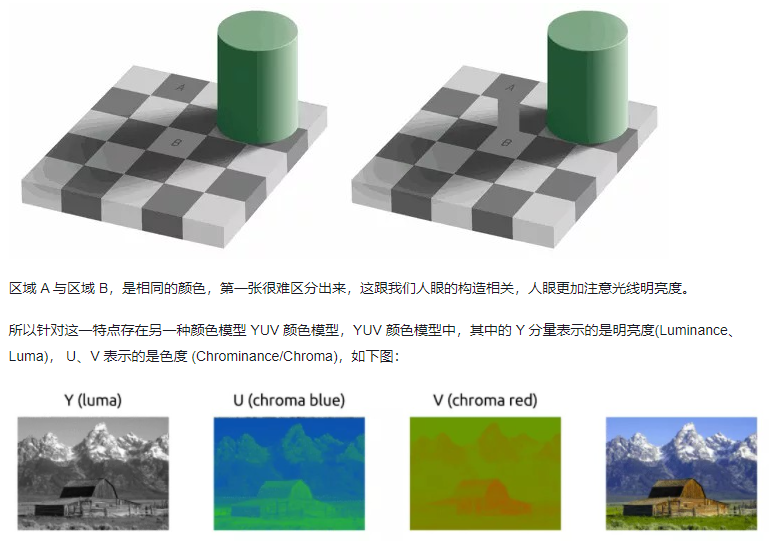 A
A
B
B
区域 A 与区域 B，是相同的颜色，第一张很难区分出来，这跟我们人眼的构造相关，人眼更加注意光线明亮度。
所以针对这一特点存在另一种颜色模型 YUV 颜色模型，YUV 颜色模型中，其中的 Y 分量表示的是明亮度(Luminance、
Luma)， U、V 表示的是色度 (Chrominance/Chroma)，如下图：
Y (luma)
U (chroma blue)
V (chroma red)